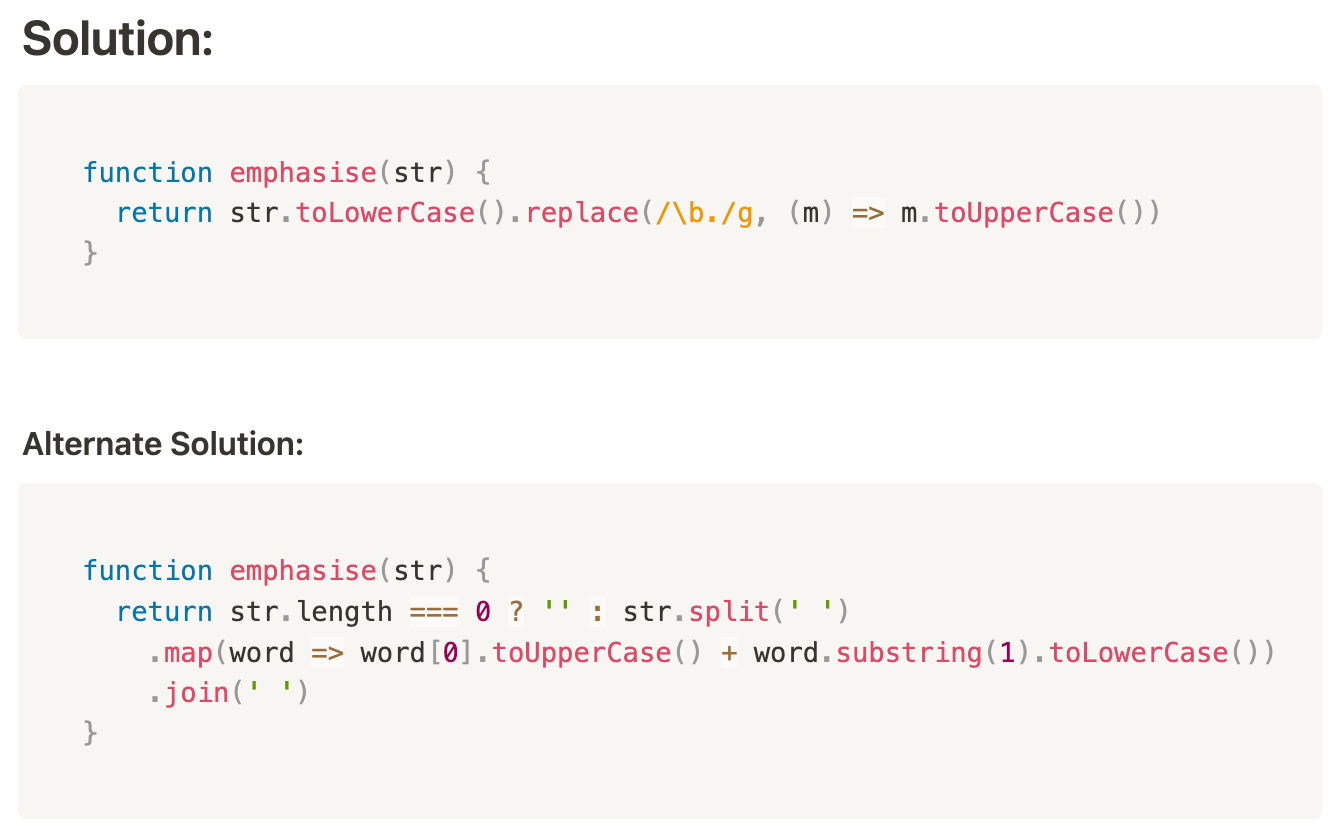 Solution:
function emphasise(str) {
  return str.toLowerCase().replace(/\b./g, (m) => m.toUpperCase())
}
Alternate Solution:
function emphasise(str) {
  return str.length === 0 ? '' : str.split(' ')
    .map(word => word[0].toUpperCase() + word.substring(1).toLowerCase())
    .join(' ')
}